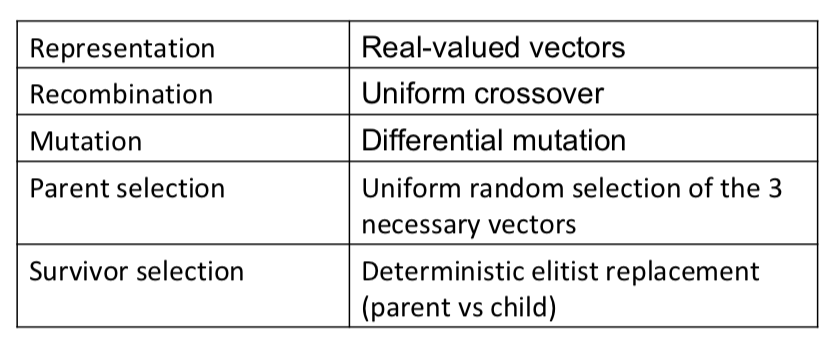 Representation Real-valued vectors
Recombination Uniform crossover
Mutation Differential mutation
Parent selection Uniform random selection of the 3
necessary vectors
Survivor selection Deterministic elitist replacement
(parent vs child)